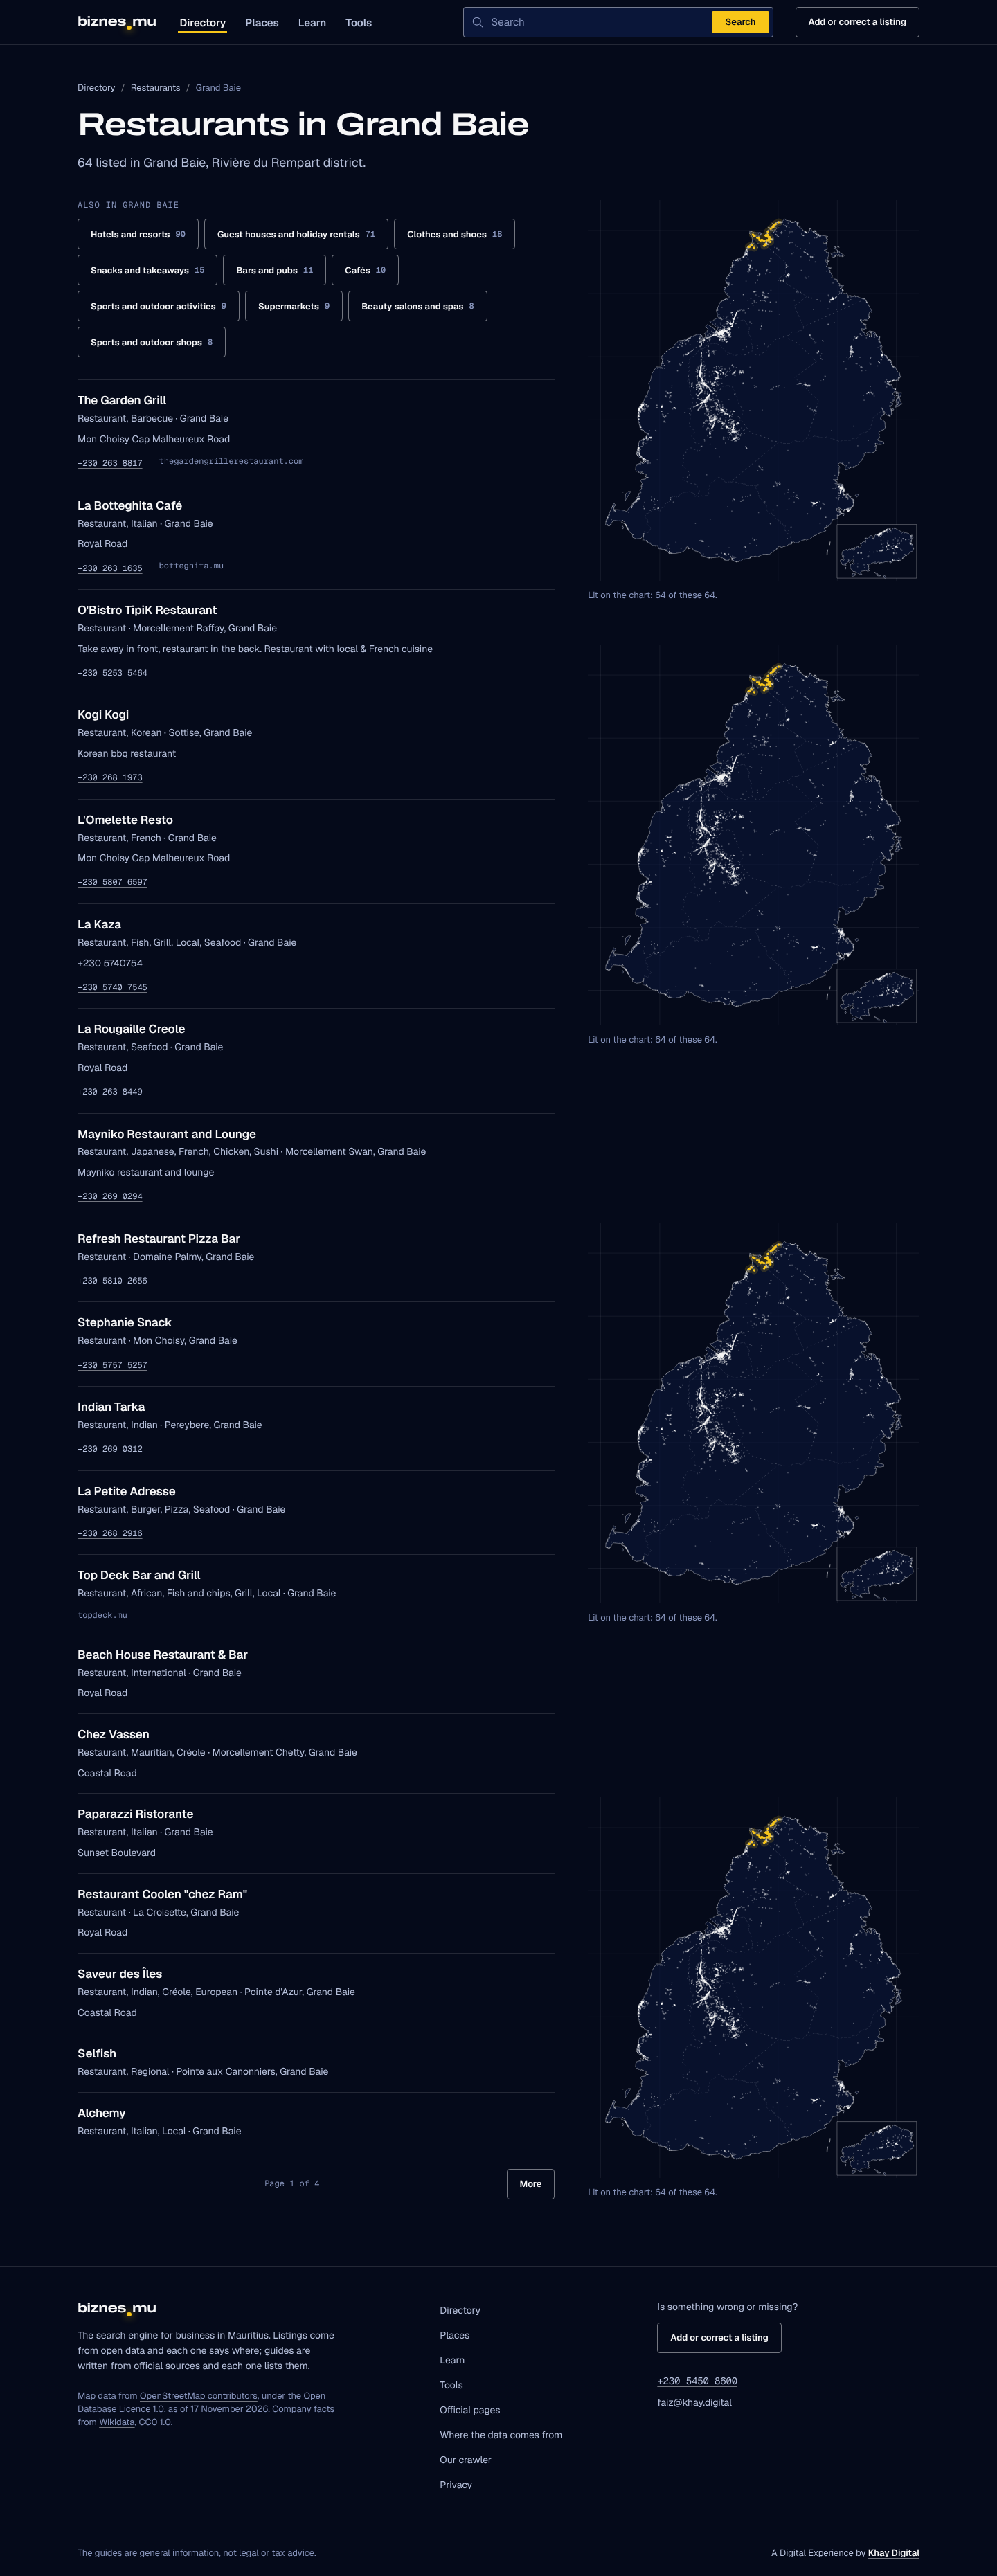 biznes.mu
Directory
Places
Learn
Tools
Search
Search
Add or correct a listing
Directory / Restaurants / Grand Baie
Restaurants in Grand Baie
64 listed in Grand Baie, Rivière du Rempart district.
ALSO IN GRAND BAIE
Hotels and resorts 90
Guest houses and holiday rentals 71
Clothes and shoes 18
Snacks and takeaways 15
Bars and pubs 11
Cafés 10
Sports and outdoor activities 9
Supermarkets 9
Beauty salons and spas 8
Sports and outdoor shops 8
The Garden Grill
Restaurant, Barbecue · Grand Baie
Mon Choisy Cap Malheureux Road
+230 263 8817 thegardengrillerestaurant.com
La Botteghita Café
Restaurant, Italian · Grand Baie
Royal Road
+230 263 1635 botteghita.mu
O'Bistro TipiK Restaurant
Restaurant · Morcellement Raffay, Grand Baie
Take away in front, restaurant in the back. Restaurant with local & French cuisine
+230 5253 5464
Kogi Kogi
Restaurant, Korean · Sottise, Grand Baie
Korean bbq restaurant
+230 268 1973
L'Omelette Resto
Restaurant, French · Grand Baie
Mon Choisy Cap Malheureux Road
+230 5807 6597
La Kaza
Restaurant, Fish, Grill, Local, Seafood · Grand Baie
+230 5740754
+230 5740 7545
La Rougaille Creole
Restaurant, Seafood · Grand Baie
Royal Road
+230 263 8449
Mayniko Restaurant and Lounge
Restaurant, Japanese, French, Chicken, Sushi · Morcellement Swan, Grand Baie
Mayniko restaurant and lounge
+230 269 0294
Refresh Restaurant Pizza Bar
Restaurant · Domaine Palmy, Grand Baie
+230 5810 2656
Stephanie Snack
Restaurant · Mon Choisy, Grand Baie
+230 5757 5257
Indian Tarka
Restaurant, Indian · Pereybere, Grand Baie
+230 269 0312
La Petite Adresse
Restaurant, Burger, Pizza, Seafood · Grand Baie
+230 268 2916
Top Deck Bar and Grill
Restaurant, African, Fish and chips, Grill, Local · Grand Baie
topdeck.mu
Beach House Restaurant & Bar
Restaurant, International · Grand Baie
Royal Road
Chez Vassen
Restaurant, Mauritian, Créole · Morcellement Chetty, Grand Baie
Coastal Road
Paparazzi Ristorante
Restaurant, Italian · Grand Baie
Sunset Boulevard
Restaurant Coolen "chez Ram"
Restaurant · La Croisette, Grand Baie
Royal Road
Saveur des Îles
Restaurant, Indian, Créole, European · Pointe d'Azur, Grand Baie
Coastal Road
Selfish
Restaurant, Regional · Pointe aux Canonniers, Grand Baie
Alchemy
Restaurant, Italian, Local · Grand Baie
Page 1 of 4
More
Lit on the chart: 64 of these 64.
Lit on the chart: 64 of these 64.
Lit on the chart: 64 of these 64.
Lit on the chart: 64 of these 64.
biznes.mu
The search engine for business in Mauritius. Listings come
from open data and each one says where; guides are
written from official sources and each one lists them.
Map data from OpenStreetMap contributors, under the Open
Database Licence 1.0, as of 17 November 2026. Company facts
from Wikidata, CC0 1.0.
Directory
Places
Learn
Tools
Official pages
Where the data comes from
Our crawler
Privacy
Is something wrong or missing?
Add or correct a listing
+230 5450 8600
faiz@khay.digital
The guides are general information, not legal or tax advice.
A Digital Experience by Khay Digital